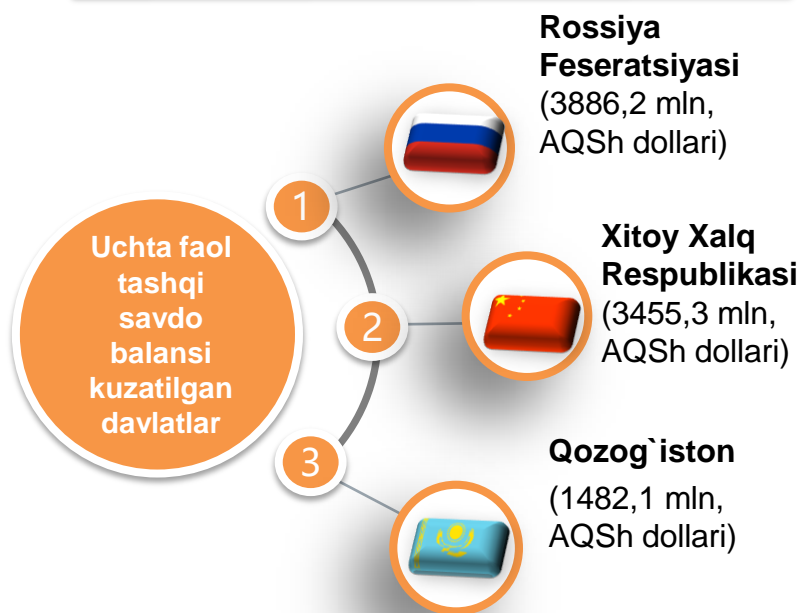 Uchta faol
tashqi
savdo
balansi
kuzatilgan
davlatlar
1
Rossiya
Feseratsiyasi
(3886,2 mln,
AQSh dollari)
2
Xitoy Xalq
Respublikasi
(3455,3 mln,
AQSh dollari)
3
Qozog`iston
(1482,1 mln,
AQSh dollari)